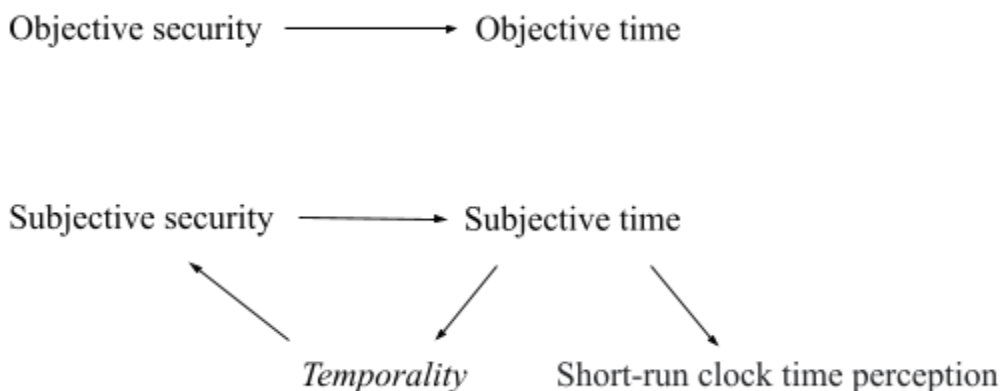 Objective security Objective time
Subjective security Subjective time
Temporality Short-run clock time perception